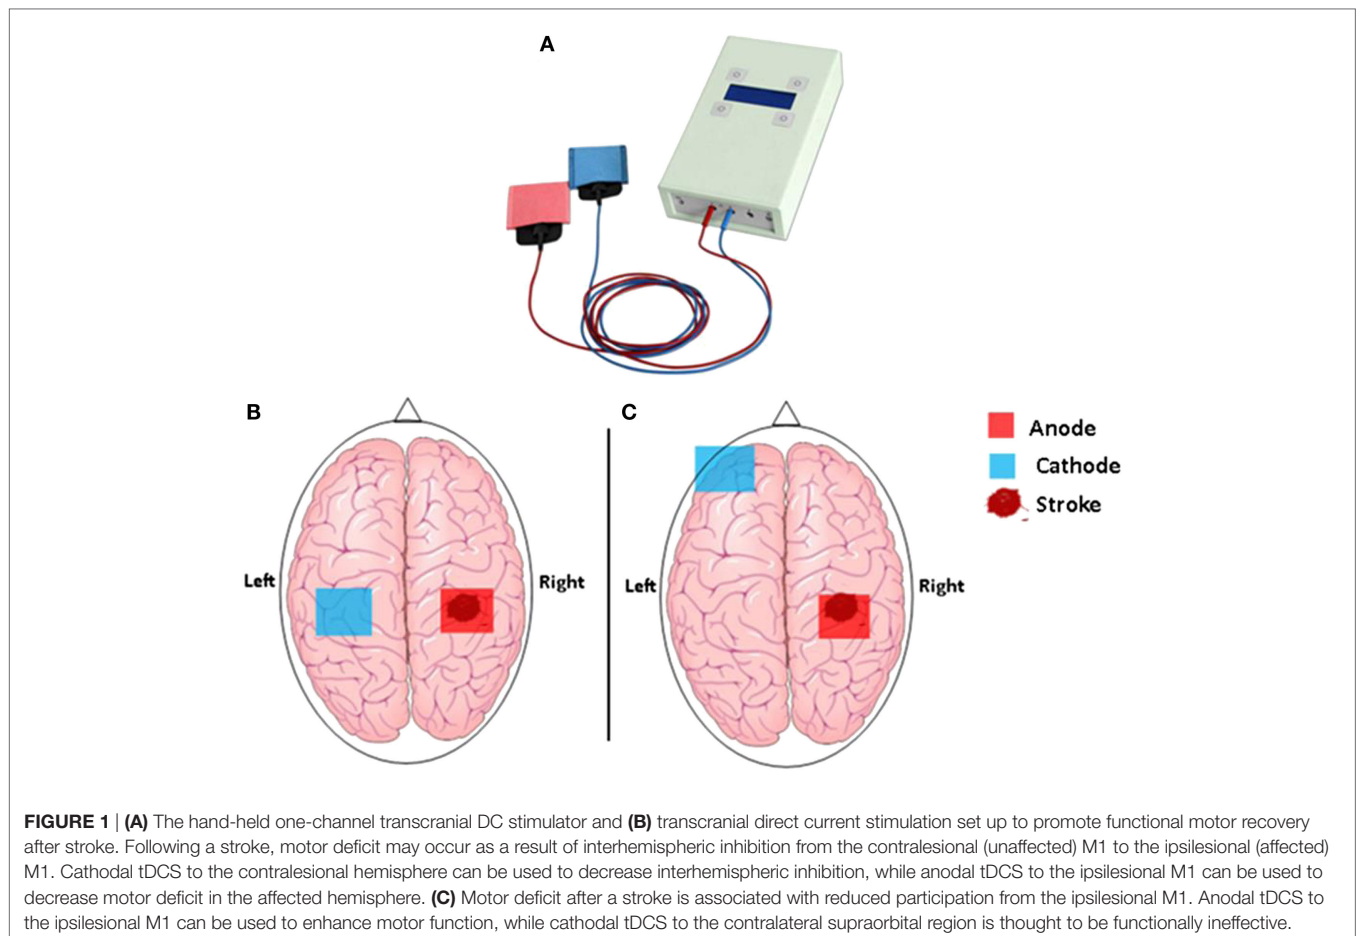 A
B
C
Anode
Cathode
Stroke
Left
Right
Left
Right
FIGURE 1 | (A) The hand-held one-channel transcranial DC stimulator and (B) transcranial direct current stimulation set up to promote functional motor recovery
after stroke. Following a stroke, motor deficit may occur as a result of interhemispheric inhibition from the contralesional (unaffected) M1 to the ipsilesional (affected)
M1. Cathodal tDCS to the contralesional hemisphere can be used to decrease interhemispheric inhibition, while anodal tDCS to the ipsilesional M1 can be used to
decrease motor deficit in the affected hemisphere. (C) Motor deficit after a stroke is associated with reduced participation from the ipsilesional M1. Anodal tDCS to
the ipsilesional M1 can be used to enhance motor function, while cathodal tDCS to the contralateral supraorbital region is thought to be functionally ineffective.